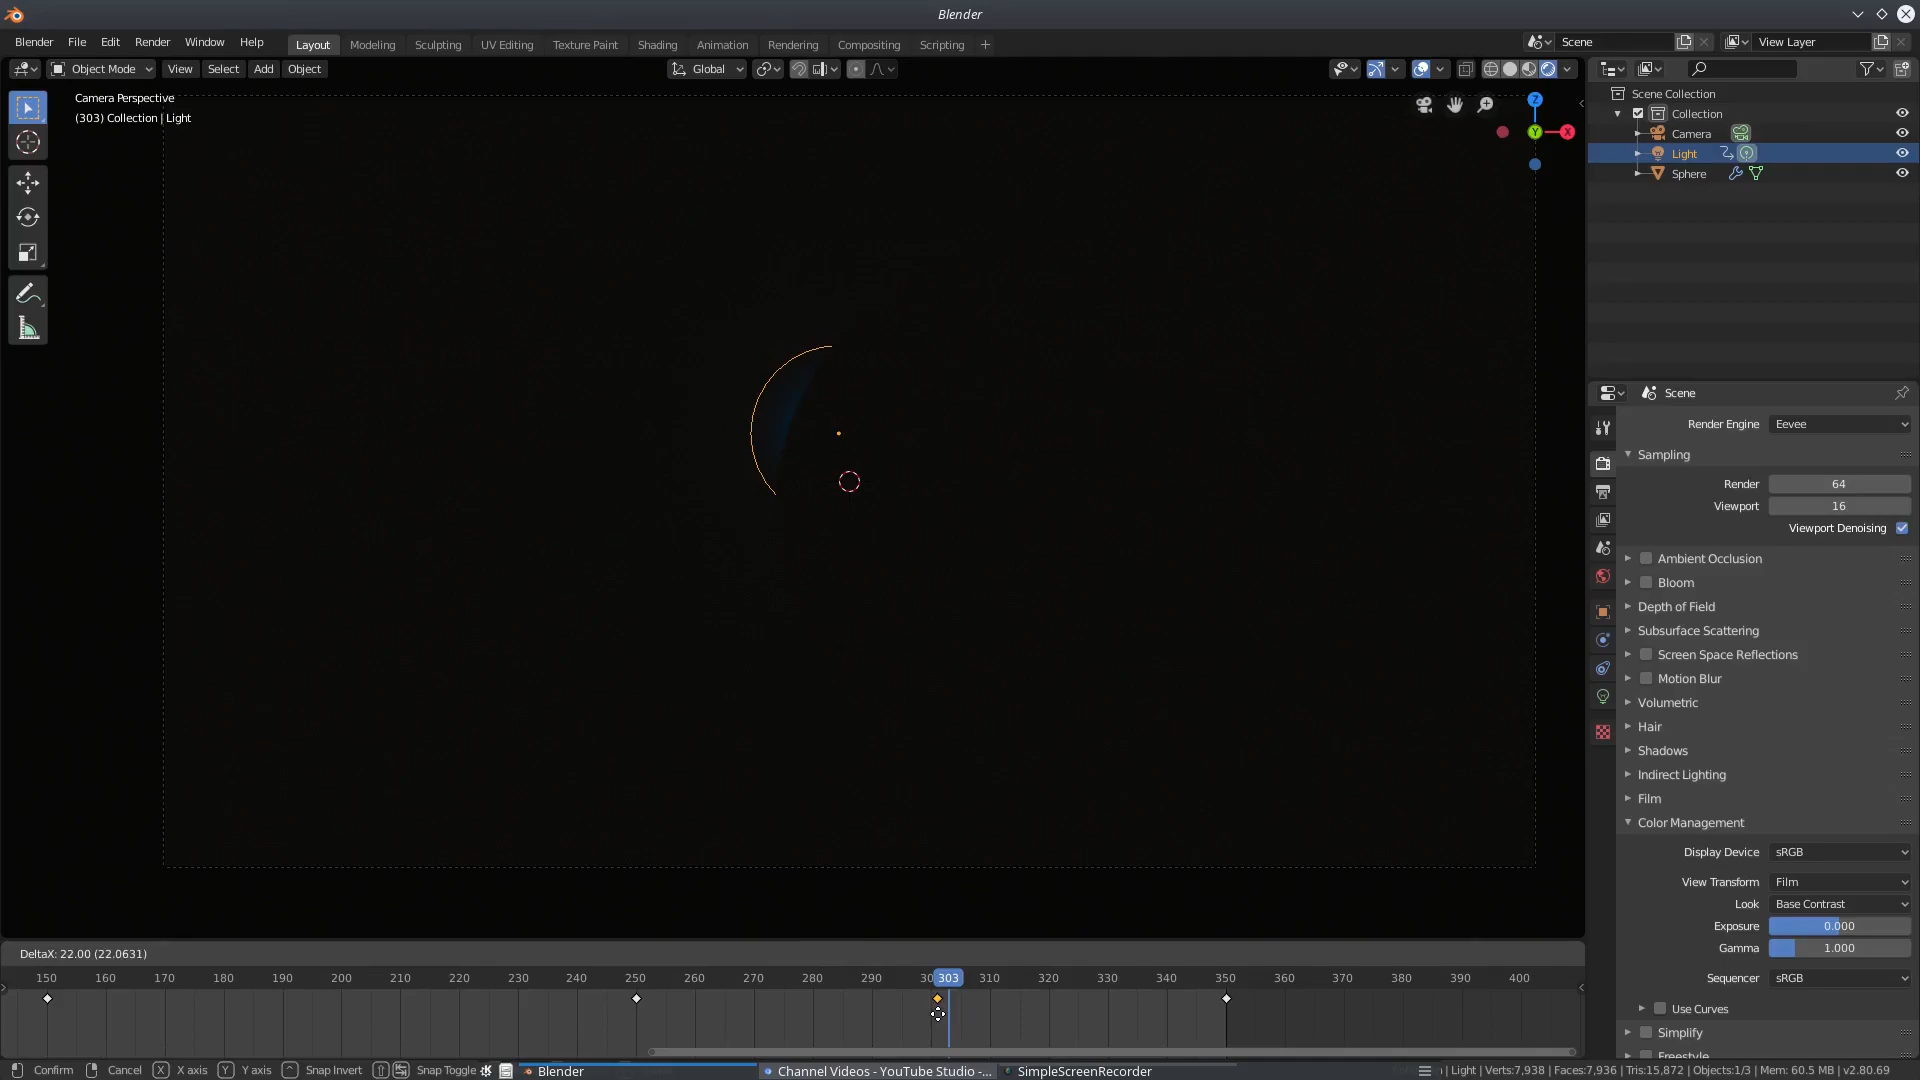 Blender
Blender File Edit Render Window Help Layout Modeling Sculpting UV Editing Texture Paint Shading Animation Rendering Compositing Scripting + Scene View Layer
Object Mode View Select Add Object Global
Camera Perspective
(303) Collection | Light
Z
Y X
Scene Collection
Collection
Camera
Light
Sphere
Scene
Render Engine Eevee
Sampling
Render 64
Viewport 16
Viewport Denoising
Ambient Occlusion
Bloom
Depth of Field
Subsurface Scattering
Screen Space Reflections
Motion Blur
Volumetric
Hair
Shadows
Indirect Lighting
Film
Color Management
Display Device sRGB
View Transform Film
Look Base Contrast
Exposure 0.000
Gamma 1.000
Sequencer sRGB
Use Curves
Simplify
Freestyle
DeltaX: 22.00 (22.0631)
150 160 170 180 190 200 210 220 230 240 250 260 270 280 290 30 303 310 320 330 340 350 360 370 380 390 400
Confirm Cancel X X axis Y Y axis Snap Invert Snap Toggle Blender Channel Videos - YouTube Studio -... SimpleScreenRecorder | Light | Verts:7,938 | Faces:7,936 | Tris:15,872 | Objects:1/3 | Mem: 60.5 MB | v2.80.69